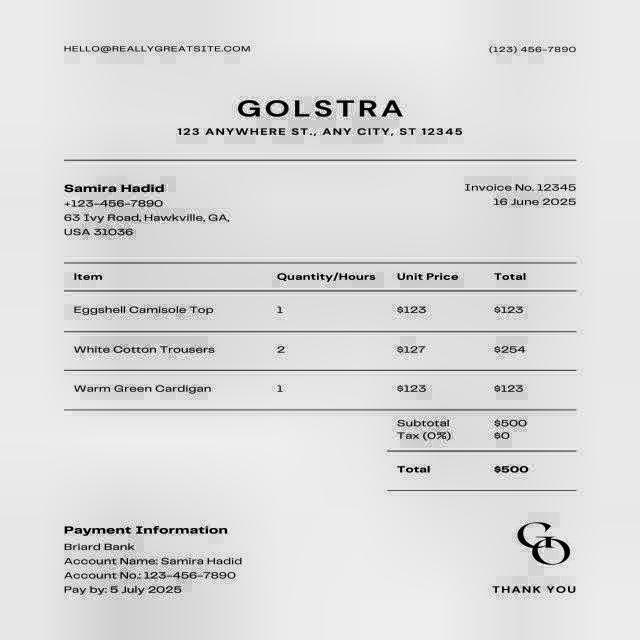 HELLO@REALLYGREATSITE.COM (123) 456-7890
GOLSTRA
123 ANYWHERE ST., ANY CITY, ST 12345
Samira Hadid Invoice No. 12345
+123-456-7890 16 June 2025
63 Ivy Road, Hawkville, GA,
USA 31036
Item Quantity/Hours Unit Price Total
Eggshell Camisole Top 1 $123 $123
White Cotton Trousers 2 $127 $254
Warm Green Cardigan 1 $123 $123
Subtotal $500
Tax (0%) $0
Total $500
Payment Information
Briard Bank
Account Name: Samira Hadid
Account No.: 123-456-7890
Pay by: 5 July 2025
GO
THANK YOU